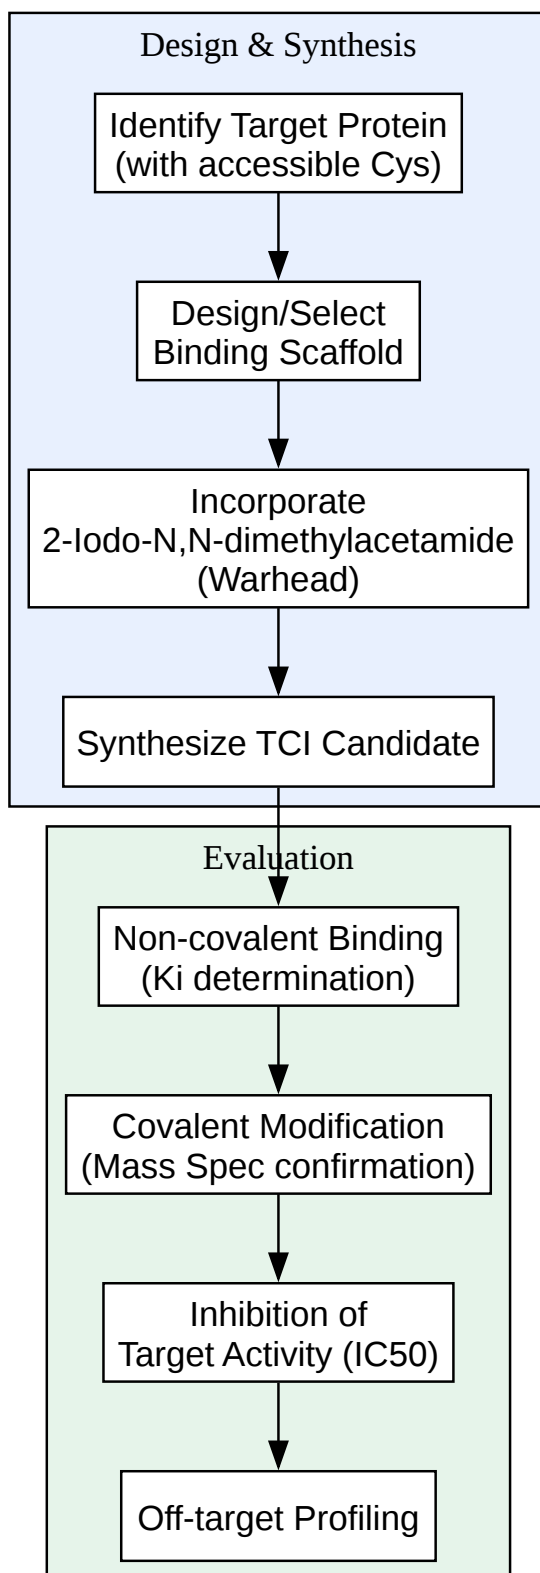 Design & Synthesis
Identify Target Protein
(with accessible Cys)
Design/Select
Binding Scaffold
Incorporate
2-Iodo-N,N-dimethylacetamide
(Warhead)
Synthesize TCI Candidate
Evaluation
Non-covalent Binding
(Ki determination)
Covalent Modification
(Mass Spec confirmation)
Inhibition of
Target Activity (IC50)
Off-target Profiling